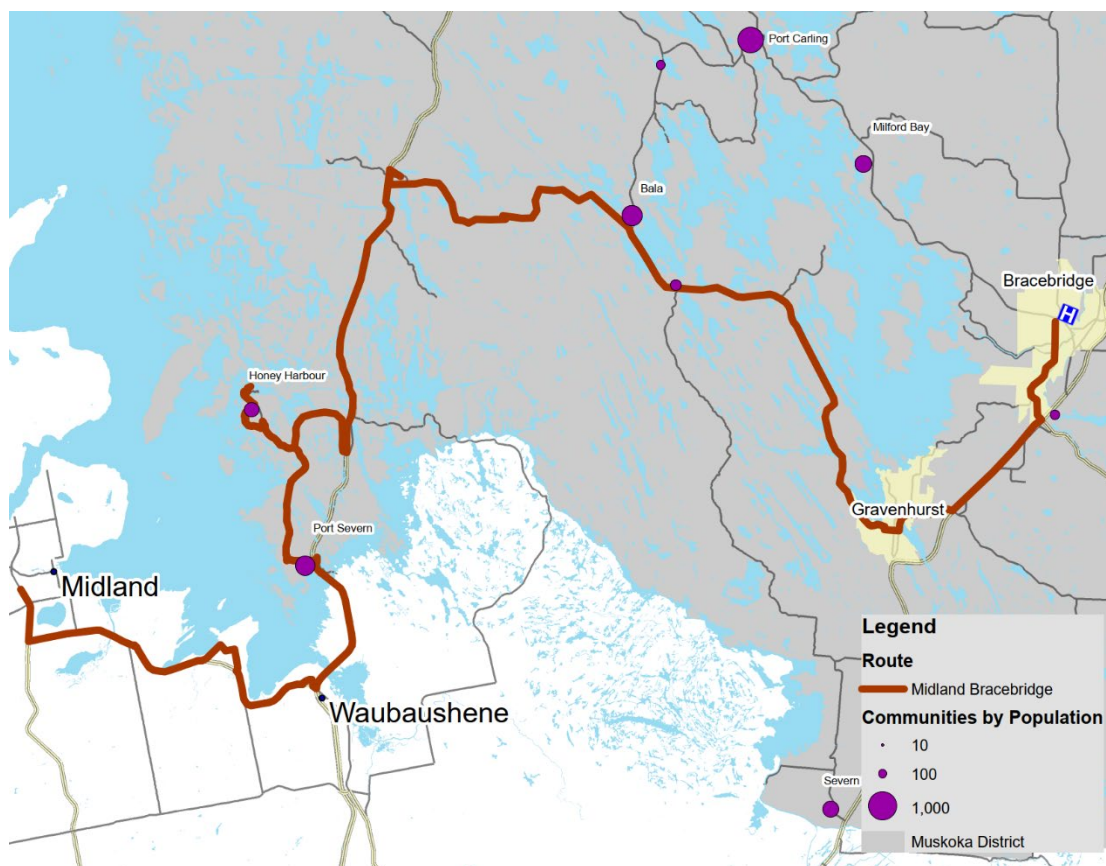 Port Carling
Milford Bay
Bala
Bracebridge
H
Honey Harbour
Gravenhurst
Port Severn
Midland
Waubaushene
Severn
Legend
Route
Midland Bracebridge
Communities by Population
10
100
1,000
Muskoka District